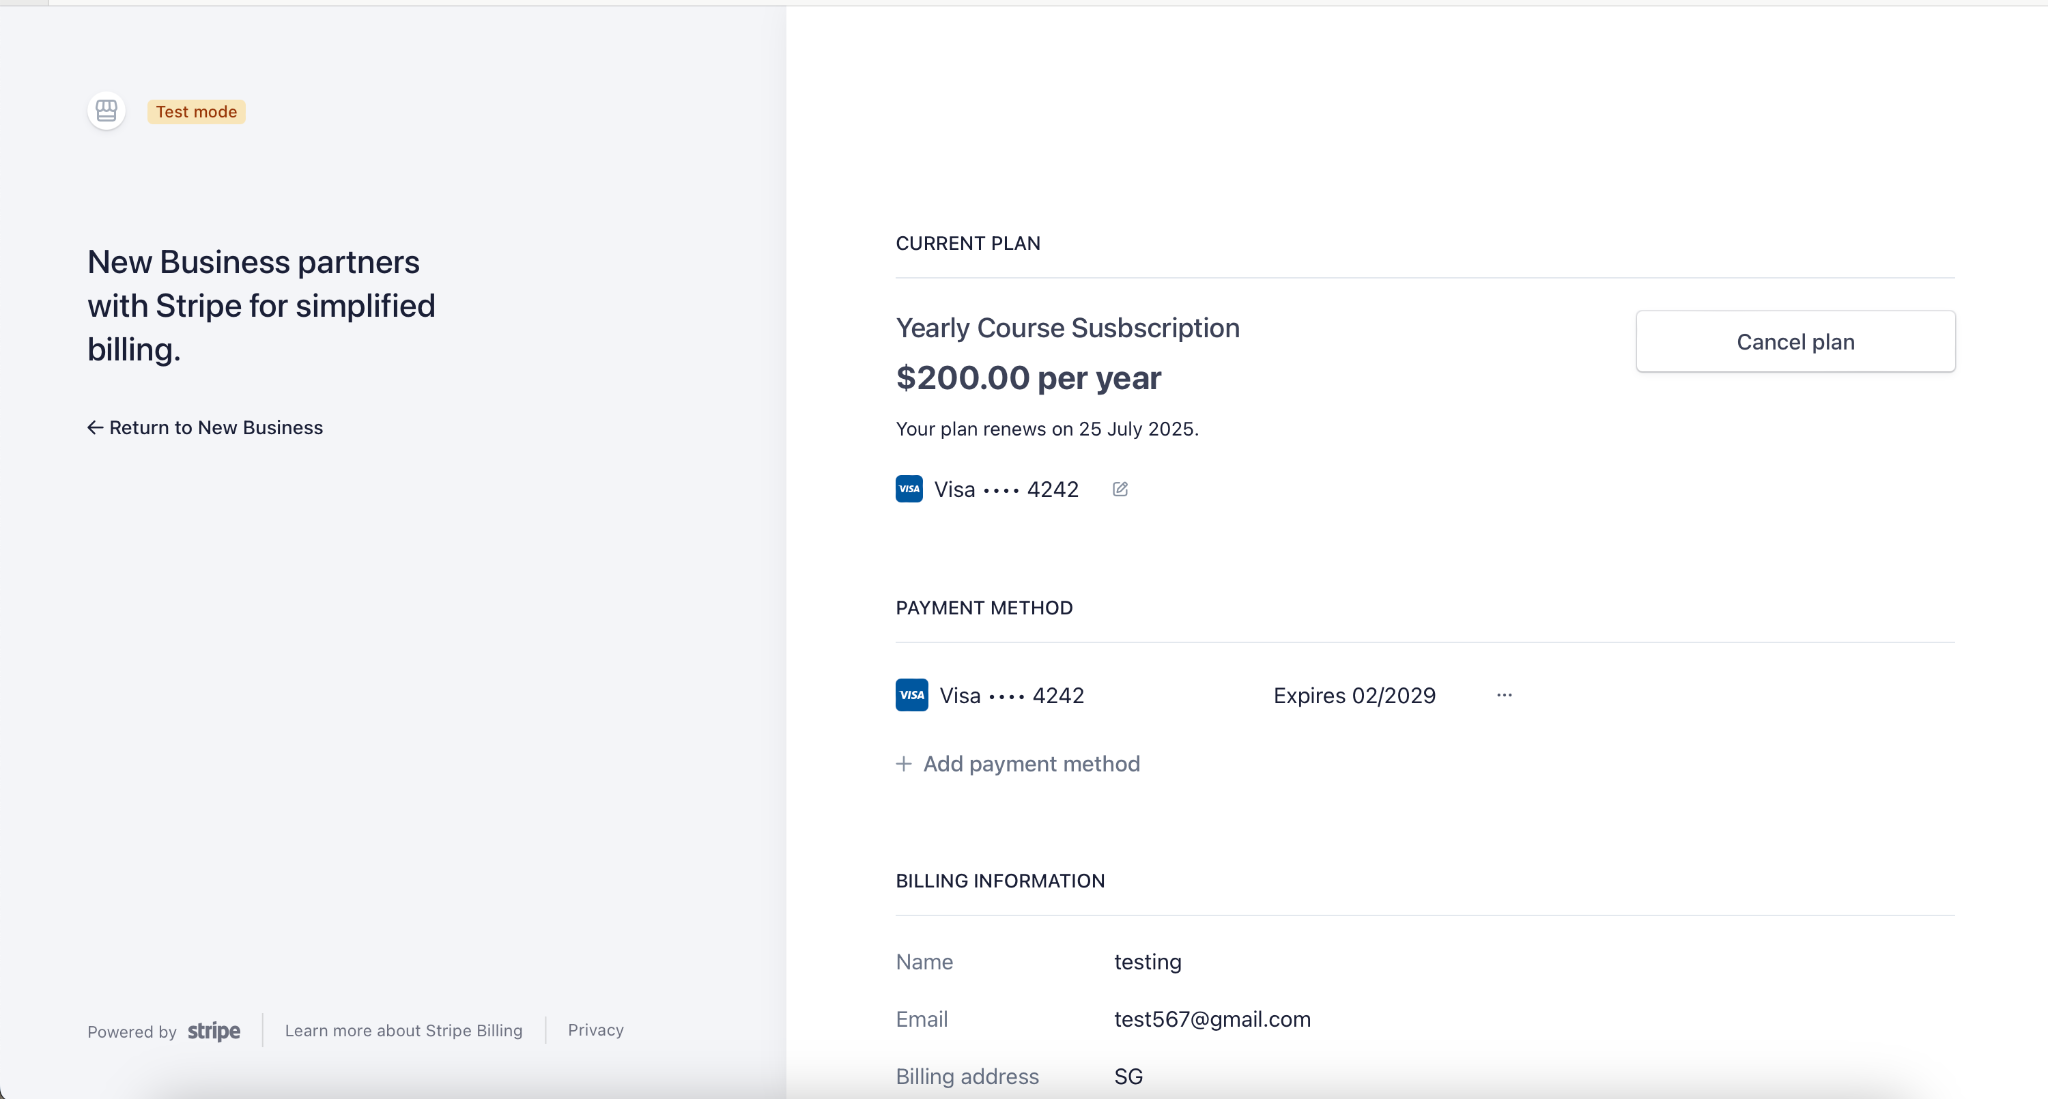 Test mode
New Business partners
with Stripe for simplified
billing.
← Return to New Business
Powered by stripe
Learn more about Stripe Billing
Privacy
CURRENT PLAN
Yearly Course Susbscription
$200.00 per year
Your plan renews on 25 July 2025.
VISA Visa •••• 4242
Cancel plan
PAYMENT METHOD
VISA Visa •••• 4242 Expires 02/2029 ···
+ Add payment method
BILLING INFORMATION
Name testing
Email test567@gmail.com
Billing address SG